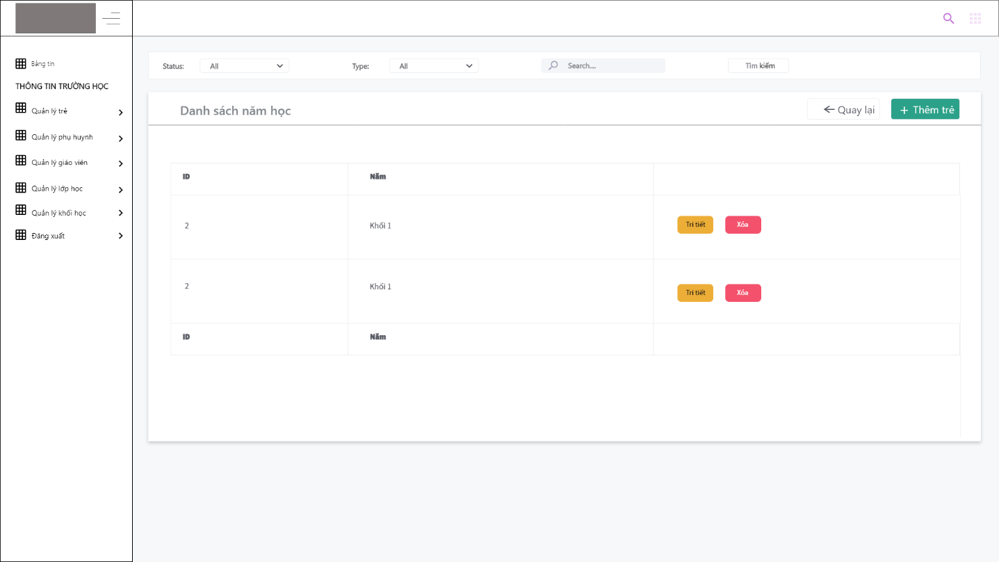 Bảng tin
THÔNG TIN TRƯỜNG HỌC
Quản lý trẻ
Quản lý phụ huynh
Quản lý giáo viên
Quản lý lớp học
Quản lý khối học
Đăng xuất
Status: All Type: All Search.... Tìm kiếm
Danh sách năm học Quay lại + Thêm trẻ
ID Năm
2 Khối 1 Tri tiết Xóa
2 Khối 1 Tri tiết Xóa
ID Năm